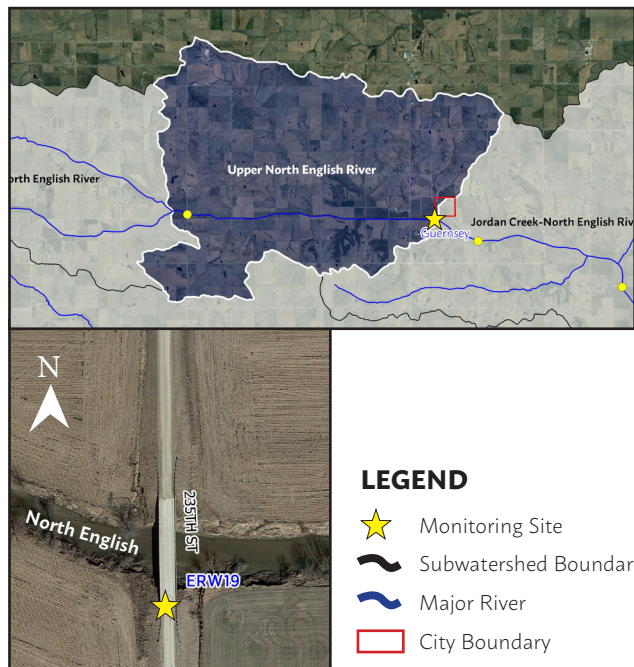 Upper North English River
orth English River
Jordan Creek-North English Riv
Guernsey
N
235TH ST
North English
ERW19
LEGEND
Monitoring Site
Subwatershed Boundar
Major River
City Boundary